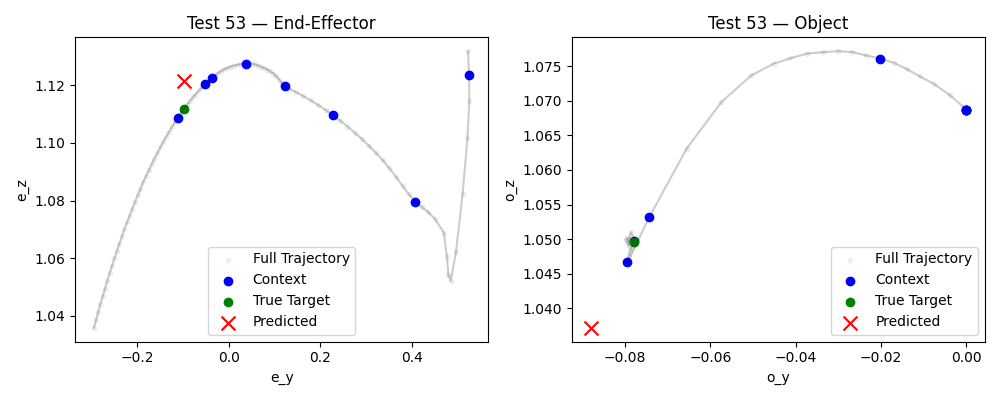 Test 53 — End-Effector
e_z
1.12
1.10
1.08
1.06
1.04
−0.2
0.0
0.2
0.4
e_y
Full Trajectory
Context
True Target
Predicted
Test 53 — Object
o_z
1.075
1.070
1.065
1.060
1.055
1.050
1.045
1.040
−0.08
−0.06
−0.04
−0.02
0.00
o_y
Full Trajectory
Context
True Target
Predicted